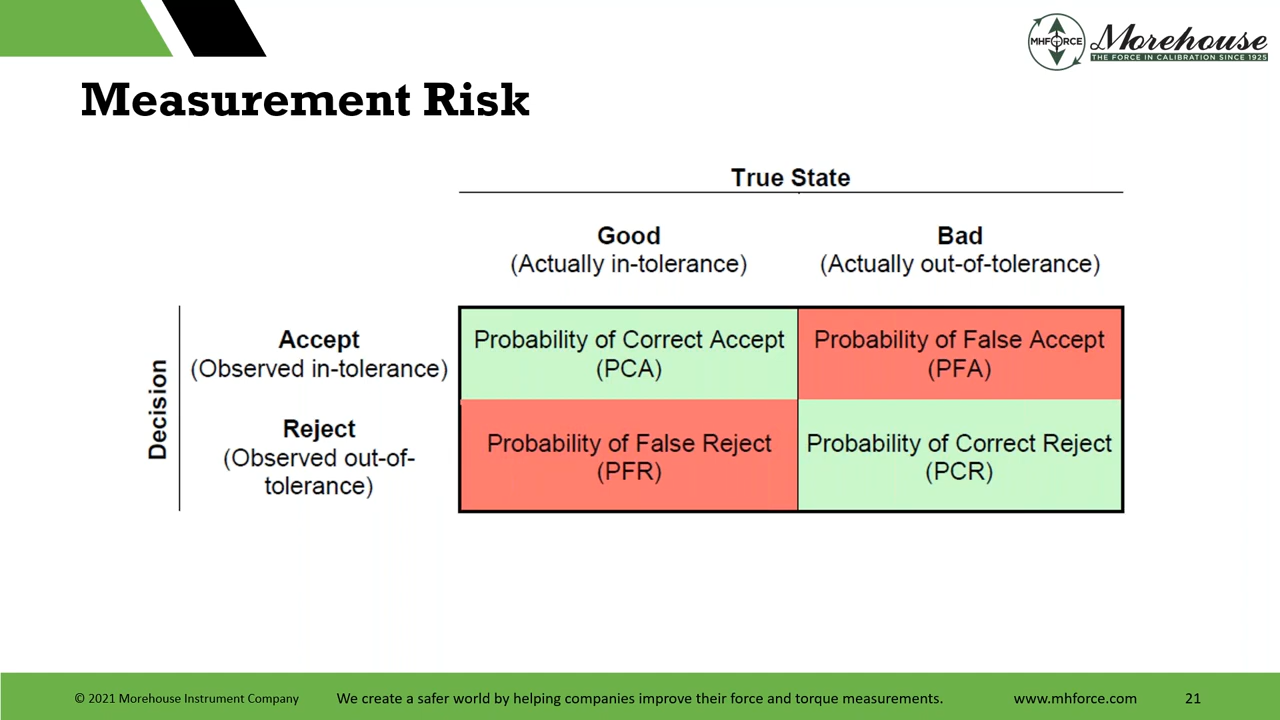 MHFORCE
Morehouse
THE FORCE IN CALIBRATION SINCE 1925
Measurement Risk
True State
Good
(Actually in-tolerance)
Bad
(Actually out-of-tolerance)
Decision
Accept
(Observed in-tolerance)
Probability of Correct Accept
(PCA)
Probability of False Accept
(PFA)
Reject
(Observed out-of-
tolerance)
Probability of False Reject
(PFR)
Probability of Correct Reject
(PCR)
© 2021 Morehouse Instrument Company
We create a safer world by helping companies improve their force and torque measurements.
www.mhforce.com
21